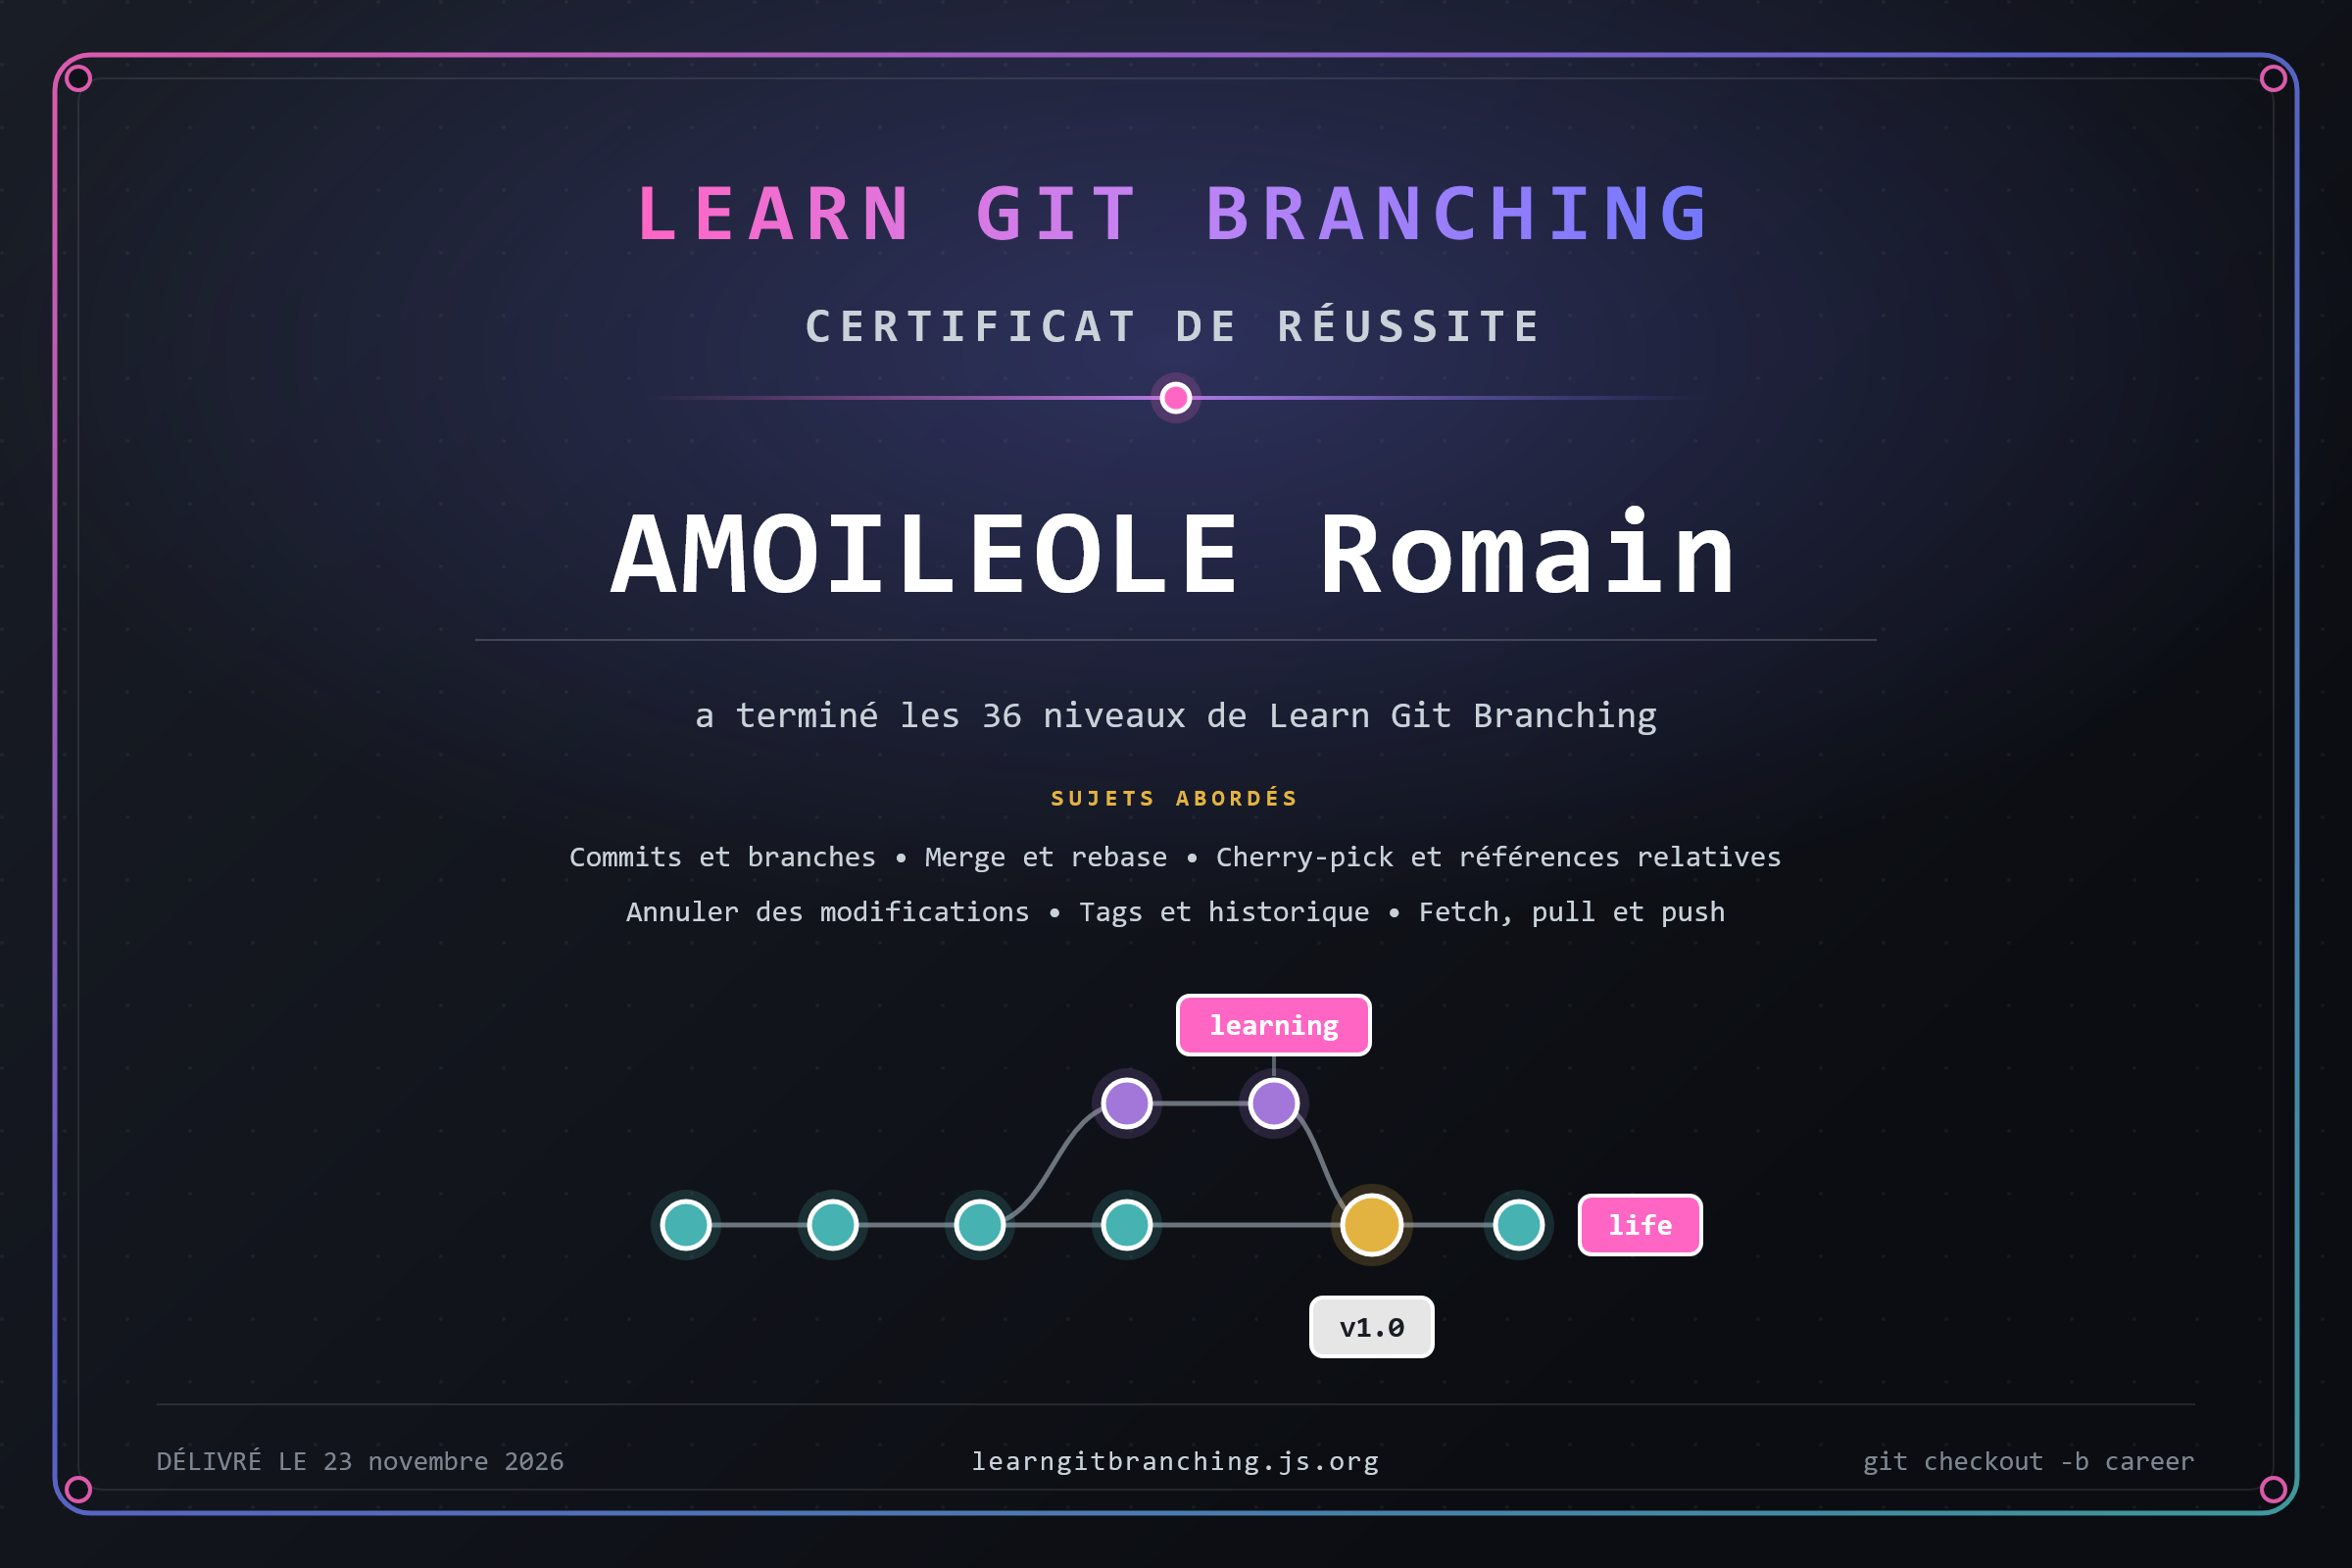 LEARN GIT BRANCHING
CERTIFICAT DE RÉUSSITE
AMOILEOLE Romain
a terminé les 36 niveaux de Learn Git Branching
SUJETS ABORDÉS
Commits et branches • Merge et rebase • Cherry-pick et références relatives
Annuler des modifications • Tags et historique • Fetch, pull et push
learning
life
v1.0
DÉLIVRÉ LE 23 novembre 2026
learngitbranching.js.org
git checkout -b career